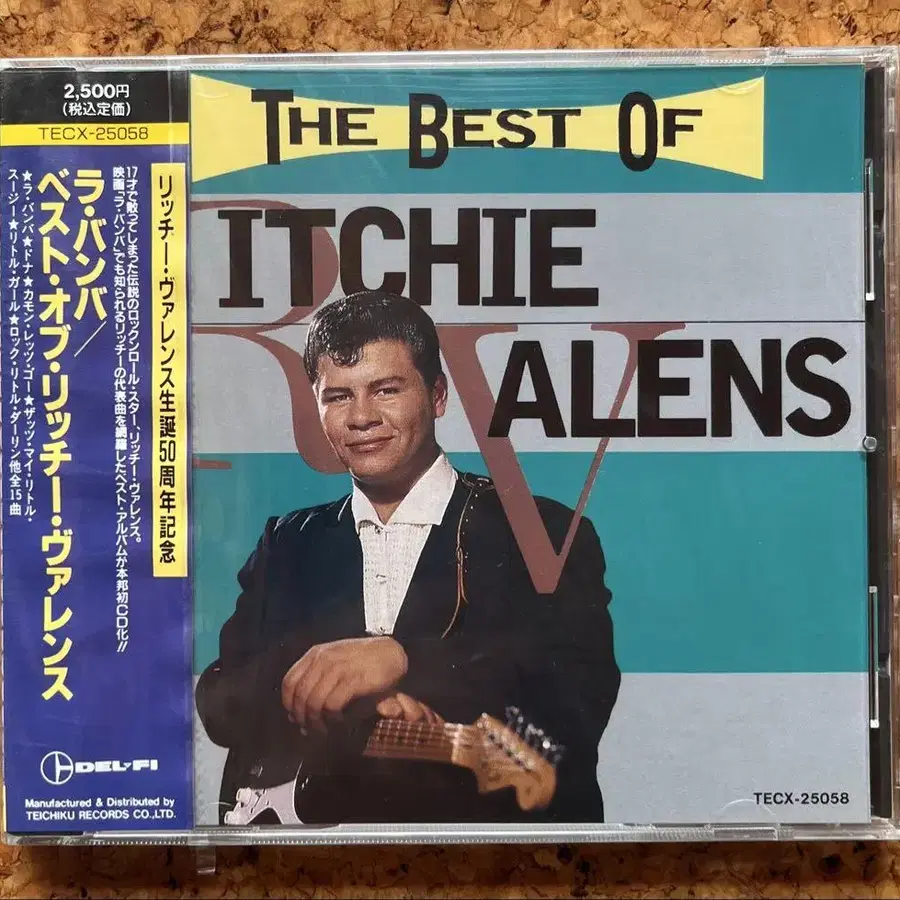 2,500円
(税込定価)
TECX-25058
リッチー・ヴァレンス生誕50周年記念
17才で散ってしまった伝説のロックンロール・スター、リッチー・ヴァレンス。
映画「ラ・バンバ」でも知られるリッチーの代表曲を網羅したベスト・アルバムが本邦初CD化!!
ラ・バンバ/
ベスト・オブ・リッチー・ヴァレンス
★ラ・バンバ★ドナ★カモン・レッツ・ゴー★ザッツ・マイ・リトル・
スージー★リトル・ガール★ロック・リトル・ダーリン他全15曲
DEL-FI
Manufactured & Distributed by
TEICHIKU RECORDS CO.,LTD.
THE BEST OF
RITCHIE
VALENS
TECX-25058